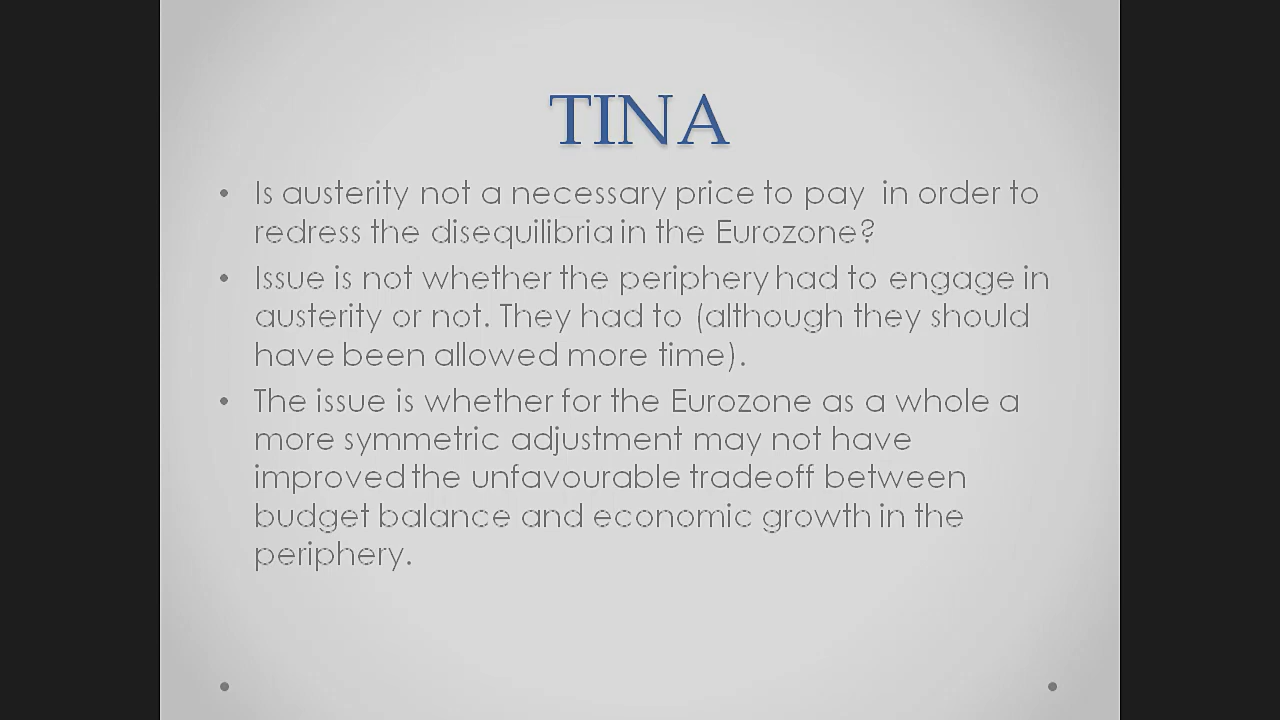 TINA
• Is austerity not a necessary price to pay in order to
redress the disequilibria in the Eurozone?
• Issue is not whether the periphery had to engage in
austerity or not. They had to (although they should
have been allowed more time).
• The issue is whether for the Eurozone as a whole a
more symmetric adjustment may not have
improved the unfavourable tradeoff between
budget balance and economic growth in the
periphery.